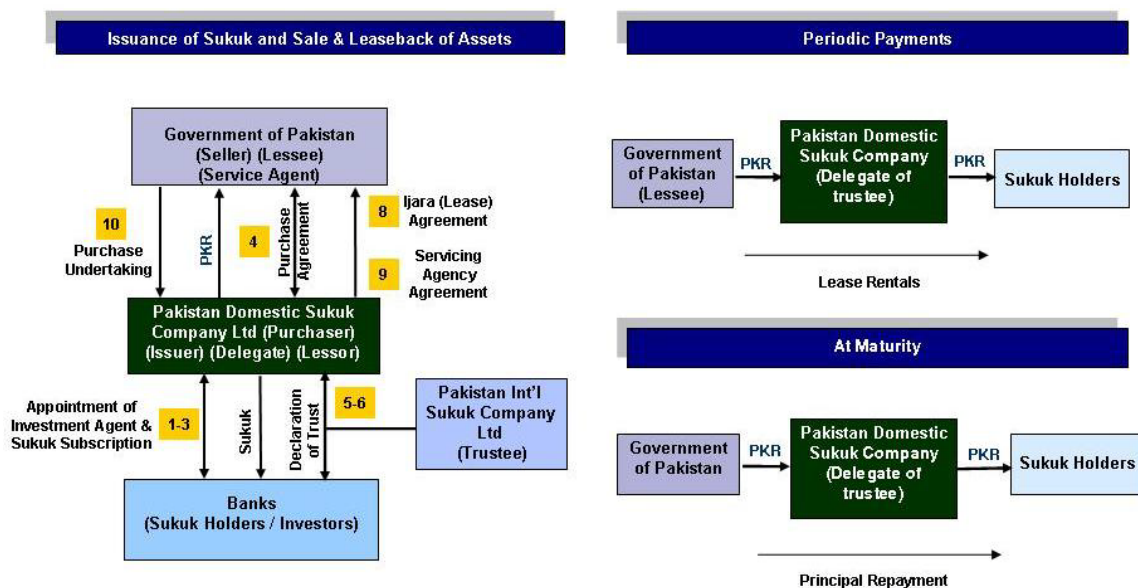 Issuance of Sukuk and Sale & Leaseback of Assets
Government of Pakistan
(Seller) (Lessee)
(Service Agent)
10
Purchase
Undertaking
PKR
4
Purchase
Agreement
8
Ijara (Lease)
Agreement
9
Servicing
Agency
Agreement
Pakistan Domestic Sukuk
Company Ltd (Purchaser)
(Issuer) (Delegate) (Lessor)
Appointment of
Investment Agent &
Sukuk Subscription
1-3
Sukuk
Declaration
of Trust
5-6
Pakistan Int'l
Sukuk Company
Ltd
(Trustee)
Banks
(Sukuk Holders / Investors)
Periodic Payments
Government
of Pakistan
(Lessee)
PKR
Pakistan Domestic
Sukuk Company
(Delegate of
trustee)
PKR
Sukuk Holders
Lease Rentals
At Maturity
Government
of Pakistan
PKR
Pakistan Domestic
Sukuk Company
(Delegate of
trustee)
PKR
Sukuk Holders
Principal Repayment